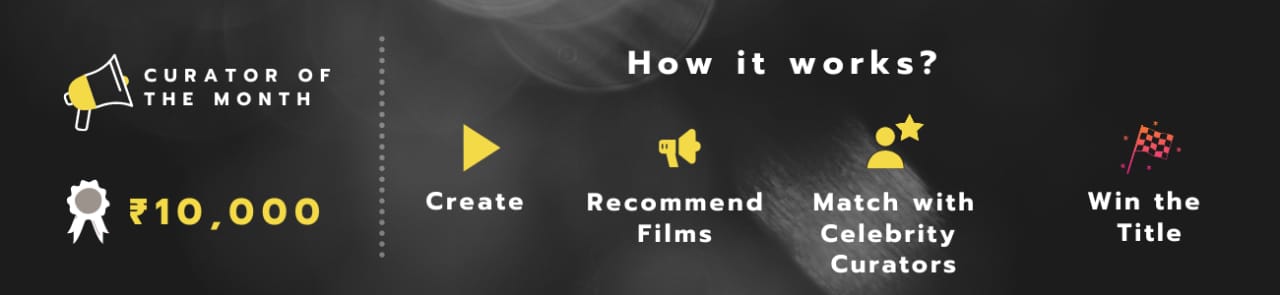 CURATOR OF
THE MONTH
₹10,000
How it works?
Create
Recommend
Films
Match with
Celebrity
Curators
Win the
Title